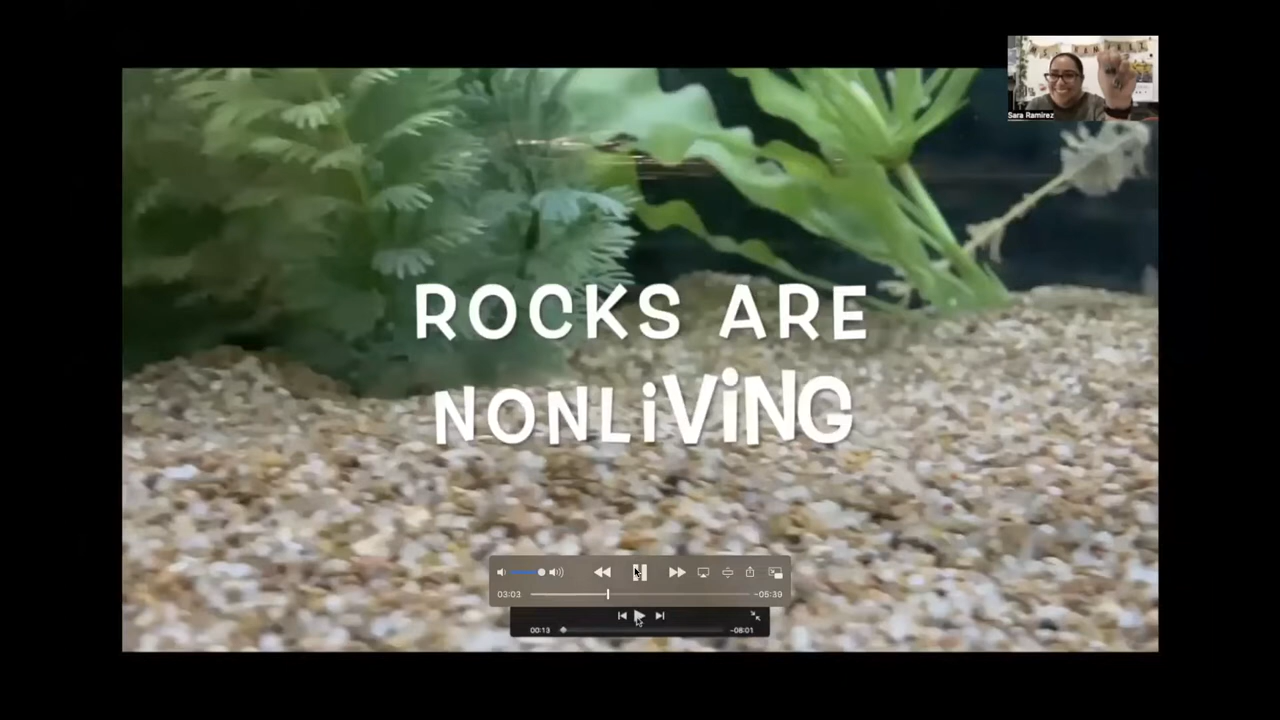 Sara Ramirez
ROCKS ARE
NONLiViNG
03:03 -05:39
00:13 -08:01